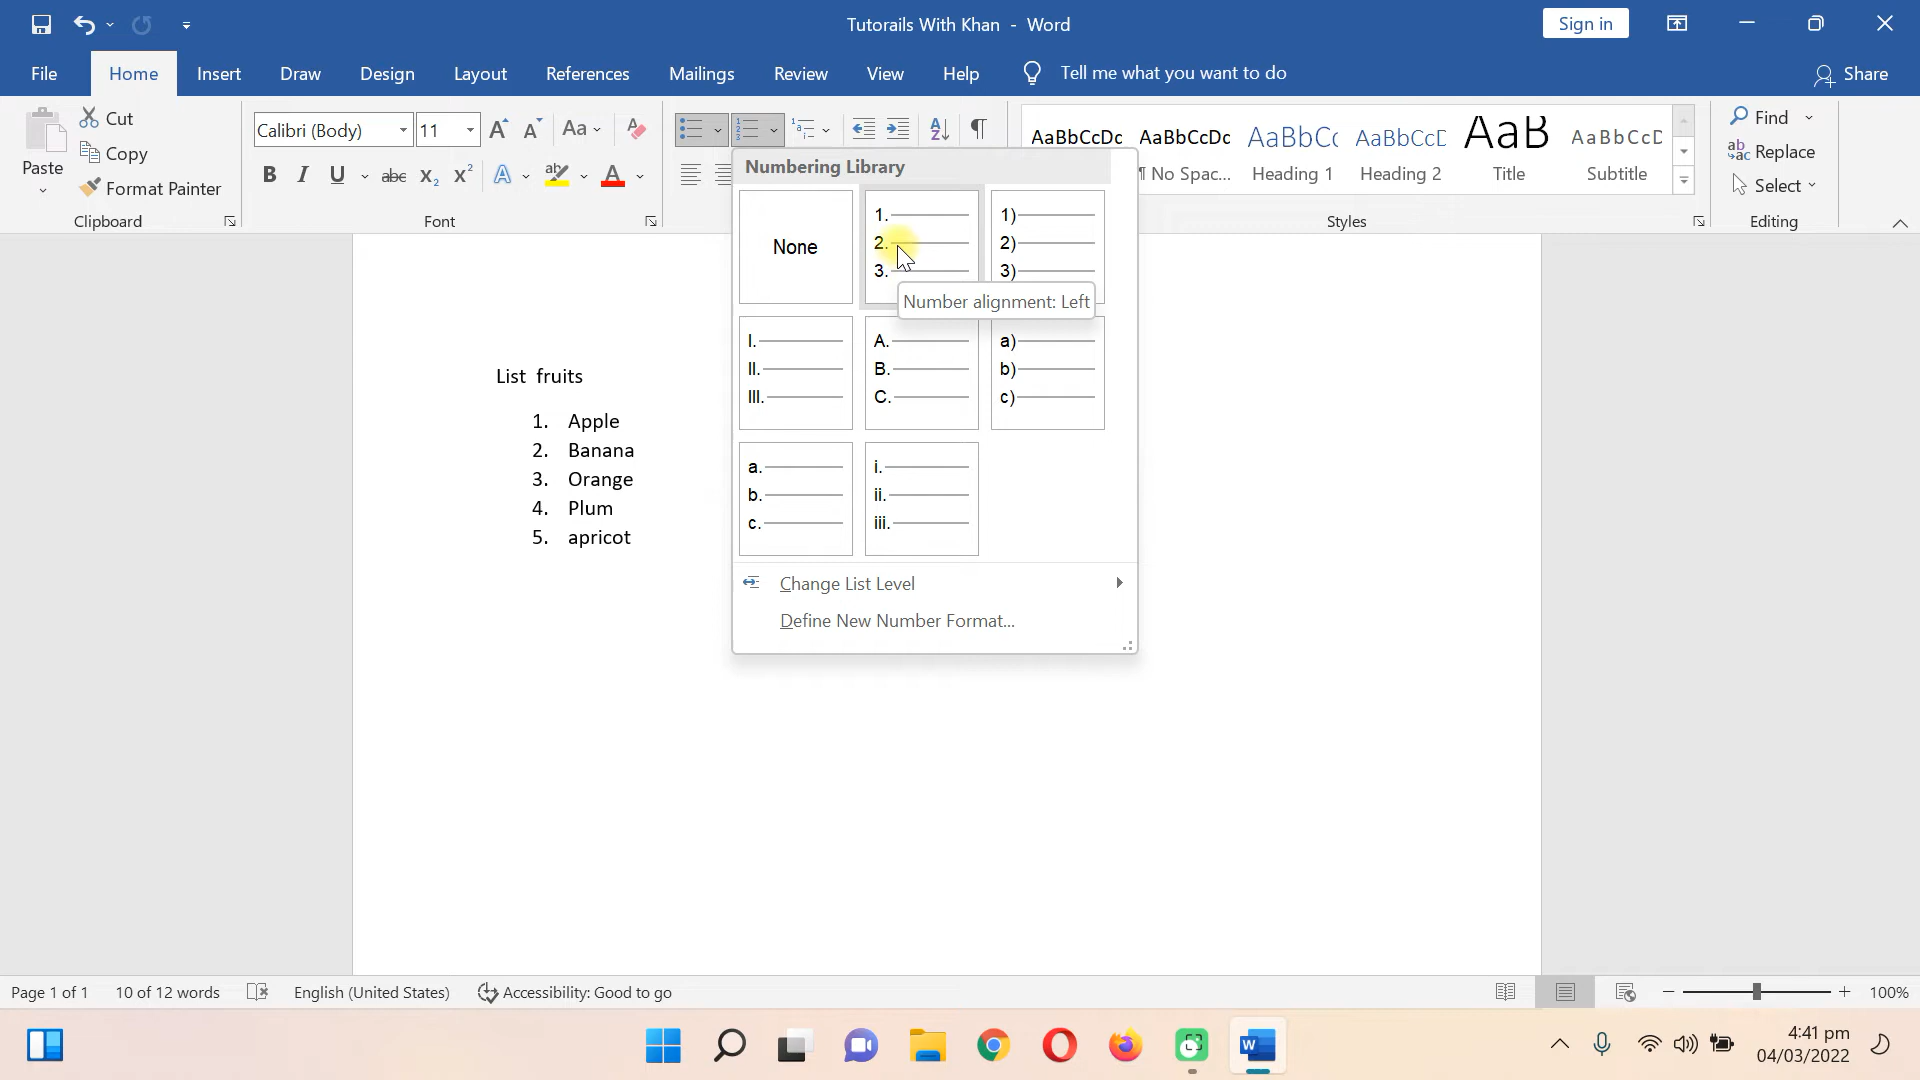 Tutorails With Khan - Word
Sign in
File Home Insert Draw Design Layout References Mailings Review View Help Tell me what you want to do Share
Paste
Cut
Copy
Format Painter
Clipboard
Calibri (Body) 11
Font
AaBbCcDc AaBbCcDc AaBbCc AaBbCcD AaB AaBbCcD
¶ No Spac... Heading 1 Heading 2 Title Subtitle
Styles
Find
Replace
Select
Editing
Numbering Library
None
1.
2.
3.
1)
2)
3)
Number alignment: Left
I.
II.
III.
A.
B.
C.
a)
b)
c)
a.
b.
c.
i.
ii.
iii.
Change List Level
Define New Number Format...
List fruits
1. Apple
2. Banana
3. Orange
4. Plum
5. apricot
Page 1 of 1 10 of 12 words English (United States) Accessibility: Good to go 100%
4:41 pm
04/03/2022